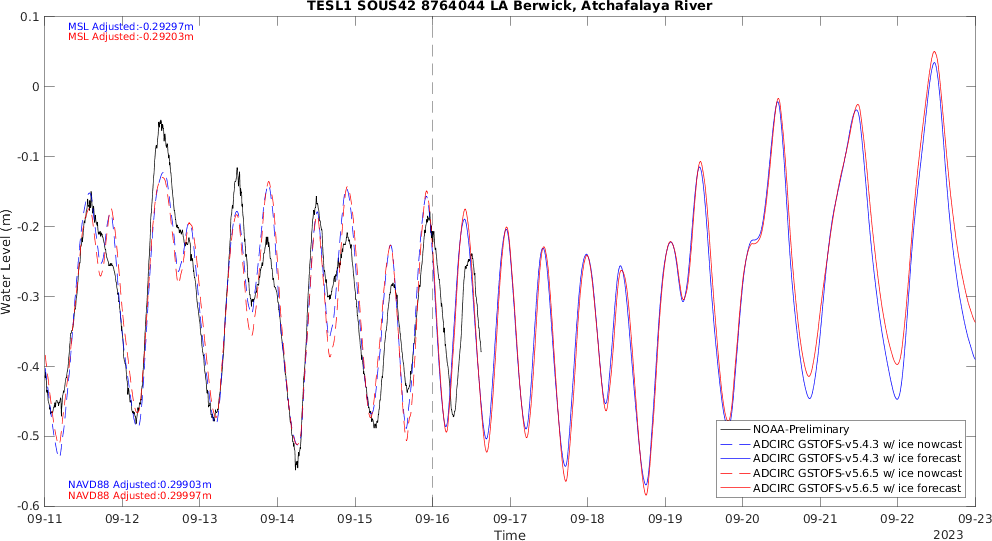 TESL1 SOUS42 8764044 LA Berwick, Atchafalaya River
MSL Adjusted:-0.29297m
MSL Adjusted:-0.29203m
0.1
0
-0.1
-0.2
-0.3
-0.4
-0.5
-0.6
Water Level (m)
NOAA-Preliminary
ADCIRC GSTOFS-v5.4.3 w/ ice nowcast
ADCIRC GSTOFS-v5.4.3 w/ ice forecast
ADCIRC GSTOFS-v5.6.5 w/ ice nowcast
ADCIRC GSTOFS-v5.6.5 w/ ice forecast
NAVD88 Adjusted:0.29903m
NAVD88 Adjusted:0.29997m
09-11 09-12 09-13 09-14 09-15 09-16 09-17 09-18 09-19 09-20 09-21 09-22 09-23
Time
2023